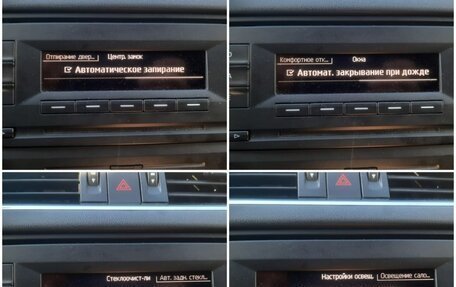 Отпирание двер... Центр. замок
Автоматическое запирание
Комфортное отк... Окна
Автомат. закрывание при дожде
Стеклоочист-ли Авт. задн. стекл...
Настройки освещ. Освещение сало...